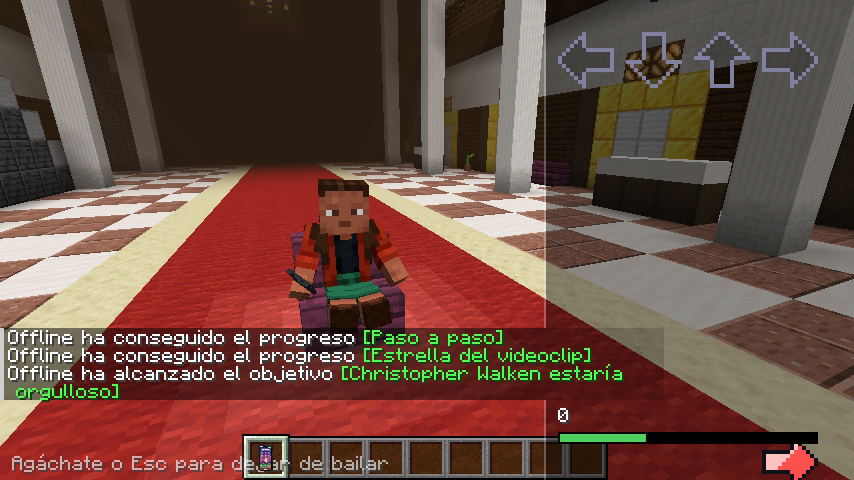 Offline ha conseguido el progreso [Paso a paso]
Offline ha conseguido el progreso [Estrella del videoclip]
Offline ha alcanzado el objetivo [Christopher Walken estaría
orgulloso]
0
Agáchate o Esc para dejar de bailar